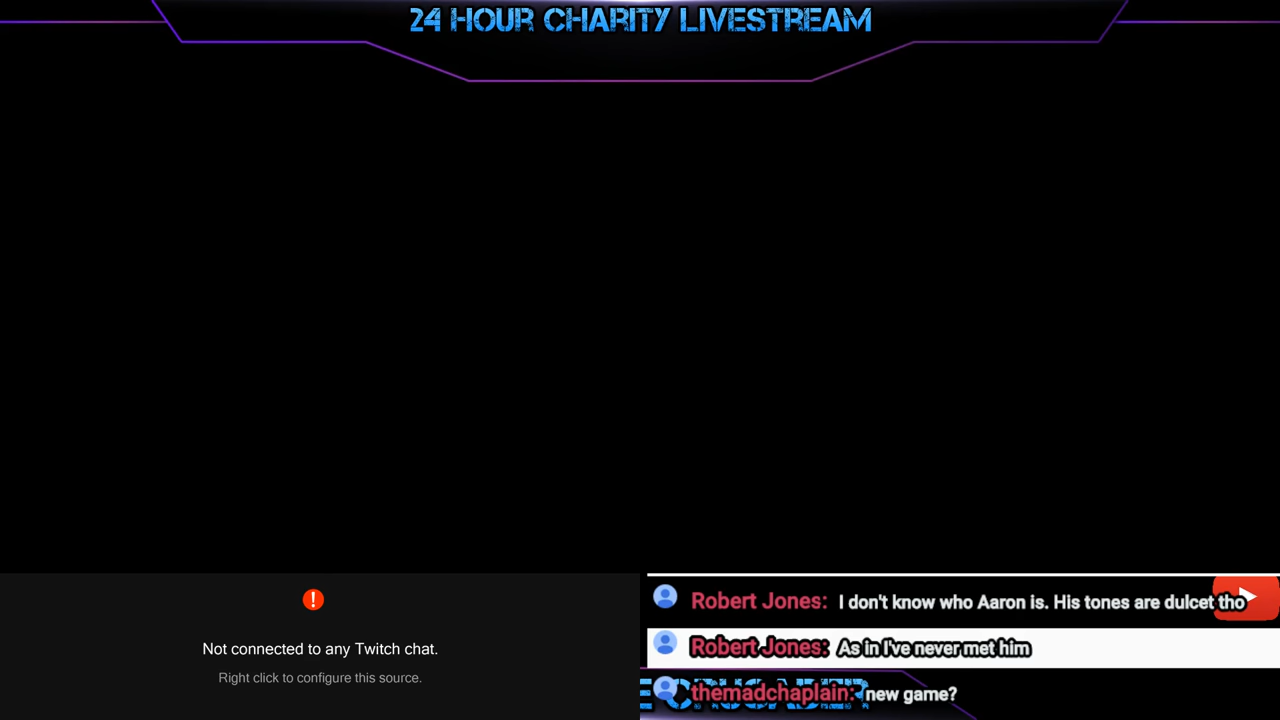 24 HOUR CHARITY LIVESTREAM
Not connected to any Twitch chat.
Right click to configure this source.
Robert Jones: I don't know who Aaron is. His tones are dulcet tho
Robert Jones: As in I've never met him
themadchaplain: new game?